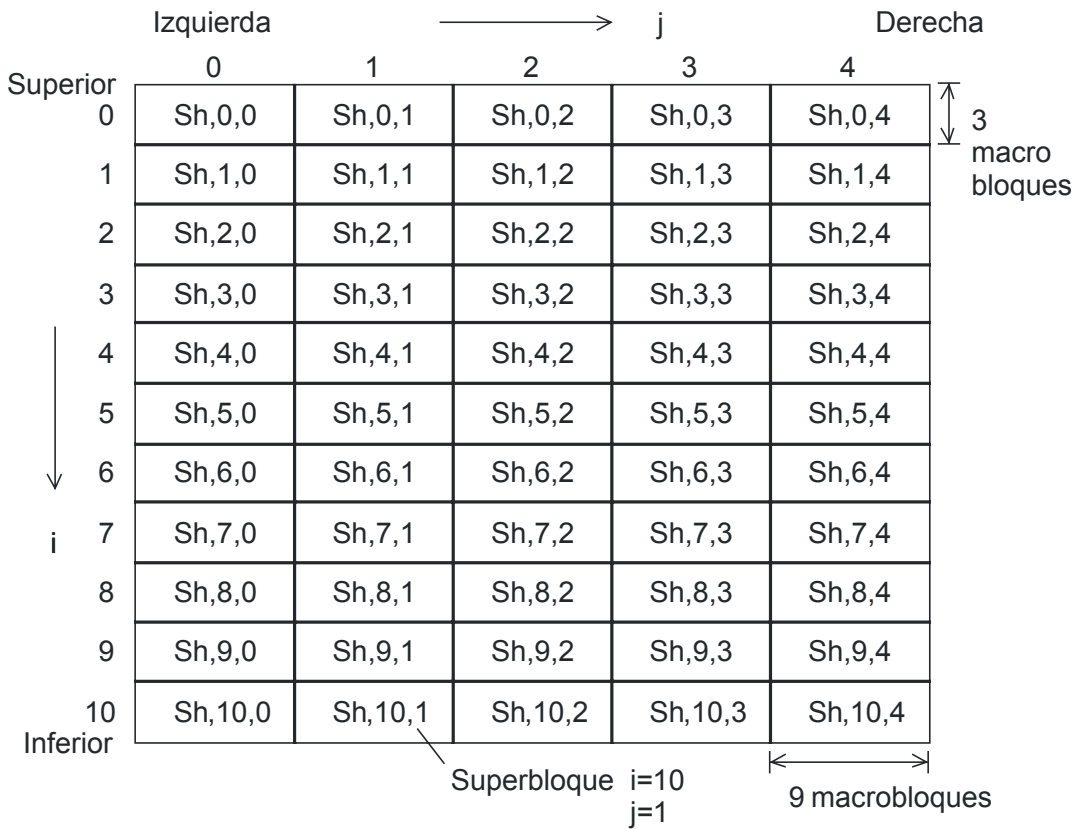 Izquierda j Derecha
0 1 2 3 4
Superior
0 Sh,0,0 Sh,0,1 Sh,0,2 Sh,0,3 Sh,0,4
3
macro
bloques
1 Sh,1,0 Sh,1,1 Sh,1,2 Sh,1,3 Sh,1,4
2 Sh,2,0 Sh,2,1 Sh,2,2 Sh,2,3 Sh,2,4
3 Sh,3,0 Sh,3,1 Sh,3,2 Sh,3,3 Sh,3,4
4 Sh,4,0 Sh,4,1 Sh,4,2 Sh,4,3 Sh,4,4
5 Sh,5,0 Sh,5,1 Sh,5,2 Sh,5,3 Sh,5,4
6 Sh,6,0 Sh,6,1 Sh,6,2 Sh,6,3 Sh,6,4
i 7 Sh,7,0 Sh,7,1 Sh,7,2 Sh,7,3 Sh,7,4
8 Sh,8,0 Sh,8,1 Sh,8,2 Sh,8,3 Sh,8,4
9 Sh,9,0 Sh,9,1 Sh,9,2 Sh,9,3 Sh,9,4
10 Sh,10,0 Sh,10,1 Sh,10,2 Sh,10,3 Sh,10,4
Inferior
Superbloque i=10
j=1
9 macrobloques